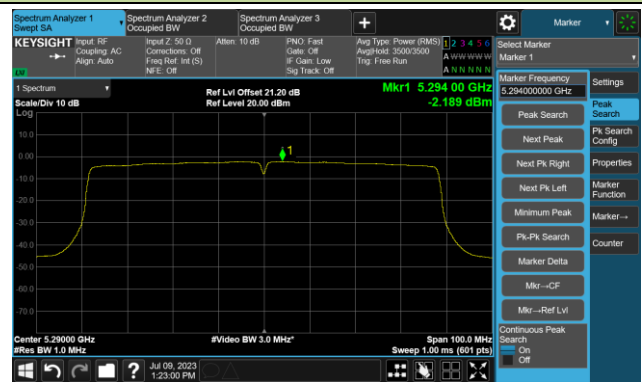 Spectrum Analyzer 1
Swept SA
Spectrum Analyzer 2
Occupied BW
Spectrum Analyzer 3
Occupied BW
+
Marker
KEYSIGHT
Input: RF
Coupling: AC
Align: Auto
Input Z: 50 Ω
Corrections: Off
Freq Ref: Int (S)
NFE: Off
Atten: 10 dB
PNO: Fast
Gate: Off
IF Gain: Low
Sig Track: Off
Avg Type: Power (RMS)
Avg|Hold: 3500/3500
Trig: Free Run
1 2 3 4 5 6
A W W W W W
A N N N N N
LU
Select Marker
Marker 1
1 Spectrum
Scale/Div 10 dB
Ref Lvl Offset 21.20 dB
Ref Level 20.00 dBm
Mkr1 5.294 00 GHz
-2.189 dBm
Log
10.0
0.00
-10.0
-20.0
-30.0
-40.0
-50.0
-60.0
-70.0
1
Center 5.29000 GHz
#Res BW 1.0 MHz
#Video BW 3.0 MHz*
Span 100.0 MHz
Sweep 1.00 ms (601 pts)
Marker Frequency
5.294000000 GHz
Peak Search
Next Peak
Next Pk Right
Next Pk Left
Minimum Peak
Pk-Pk Search
Marker Delta
Mkr→CF
Mkr→Ref Lvl
Continuous Peak
Search
On
Off
Settings
Peak
Search
Pk Search
Config
Properties
Marker
Function
Marker→
Counter
?
Jul 09, 2023
1:23:00 PM